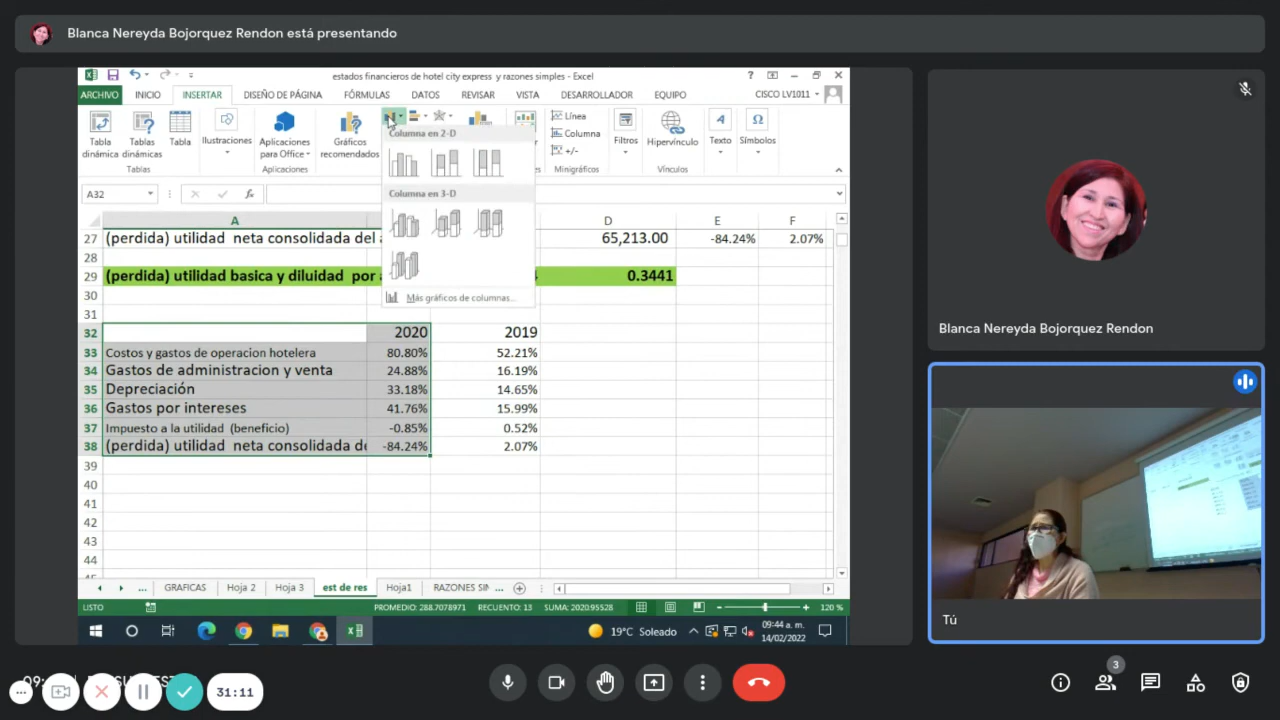 Blanca Nereyda Bojorquez Rendon está presentando
estados financieros de hotel city express y razones simples - Excel
ARCHIVO INICIO INSERTAR DISEÑO DE PÁGINA FÓRMULAS DATOS REVISAR VISTA DESARROLLADOR EQUIPO CISCO LV1011
Tabla dinámica
Tablas dinámicas
Tabla
Tablas
Ilustraciones
Aplicaciones para Office
Aplicaciones
Gráficos recomendados
Línea
Columna
+/-
Minigráficos
Filtros
Hipervínculo
Vínculos
Texto
Símbolos
Columna en 2-D
Columna en 3-D
Más gráficos de columnas...
A32
A D E F
27 (perdida) utilidad neta consolidada del a 65,213.00 -84.24% 2.07%
28
29 (perdida) utilidad basica y diluidad por a 0.3441
30
31
32 2020 2019
33 Costos y gastos de operacion hotelera 80.80% 52.21%
34 Gastos de administracion y venta 24.88% 16.19%
35 Depreciación 33.18% 14.65%
36 Gastos por intereses 41.76% 15.99%
37 Impuesto a la utilidad (beneficio) -0.85% 0.52%
38 (perdida) utilidad neta consolidada de -84.24% 2.07%
39
40
41
42
43
44
... GRAFICAS Hoja 2 Hoja 3 est de res Hoja1 RAZONES SIN ...
LISTO PROMEDIO: 288.7078971 RECUENTO: 13 SUMA: 2020.95528 120 %
19°C Soleado 09:44 a. m.
14/02/2022
Blanca Nereyda Bojorquez Rendon
Tú
31:11
3